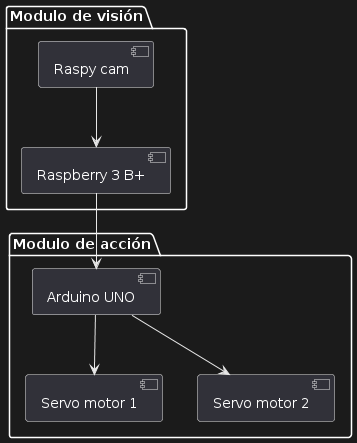 Modulo de visión
Raspy cam
Raspberry 3 B+
Modulo de acción
Arduino UNO
Servo motor 1
Servo motor 2